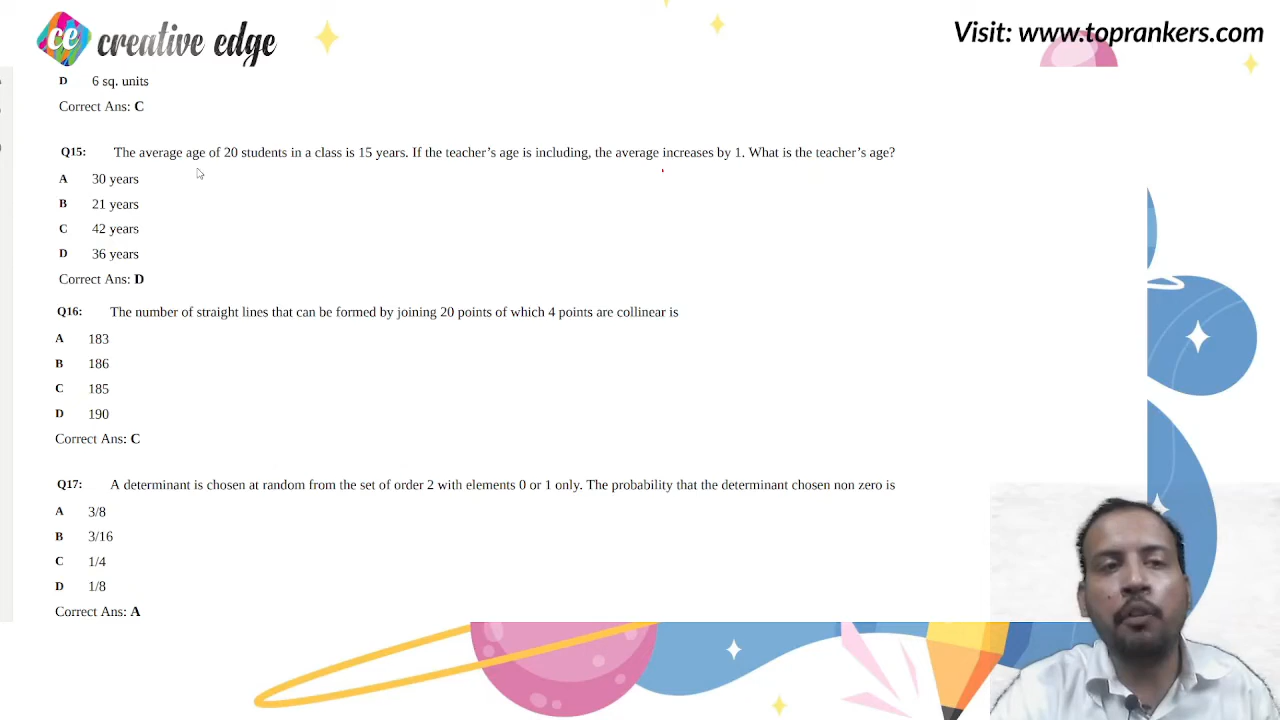 ce creative edge
Visit: www.toprankers.com
D 6 sq. units
Correct Ans: C
Q15: The average age of 20 students in a class is 15 years. If the teacher's age is including, the average increases by 1. What is the teacher's age?
A 30 years
B 21 years
C 42 years
D 36 years
Correct Ans: D
Q16: The number of straight lines that can be formed by joining 20 points of which 4 points are collinear is
A 183
B 186
C 185
D 190
Correct Ans: C
Q17: A determinant is chosen at random from the set of order 2 with elements 0 or 1 only. The probability that the determinant chosen non zero is
A 3/8
B 3/16
C 1/4
D 1/8
Correct Ans: A